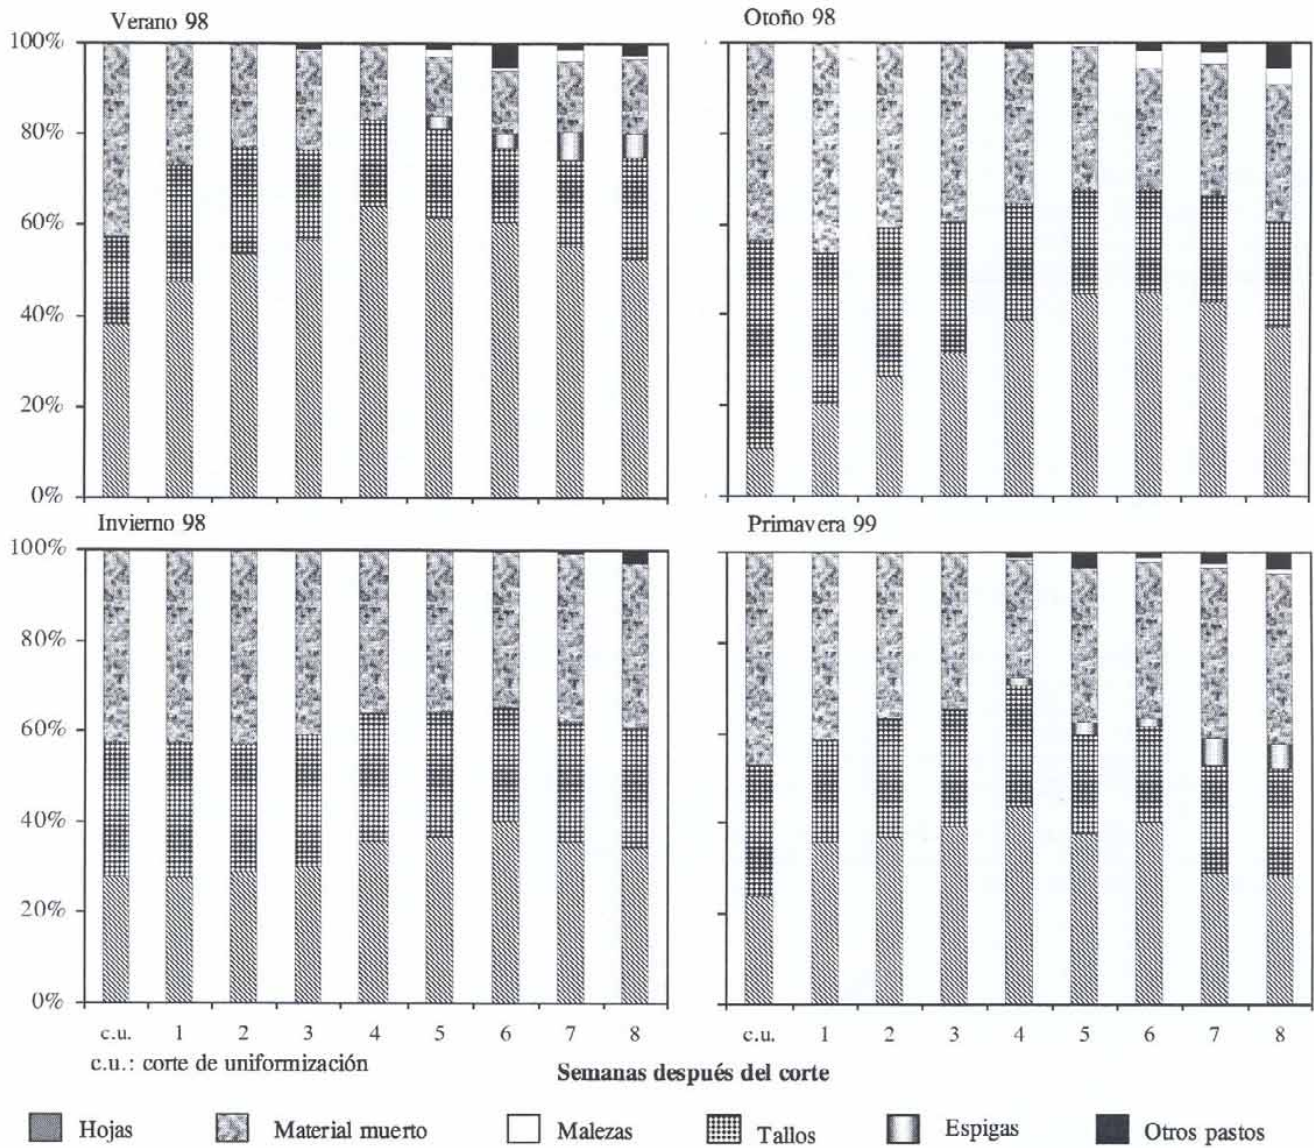 Verano 98
Otoño 98
100%
80%
60%
40%
20%
0%
Invierno 98
Primavera 99
100%
80%
60%
40%
20%
0%
c.u. 1 2 3 4 5 6 7 8
c.u. 1 2 3 4 5 6 7 8
c.u.: corte de uniformización
Semanas después del corte
Hojas Material muerto Malezas Tallos Espigas Otros pastos